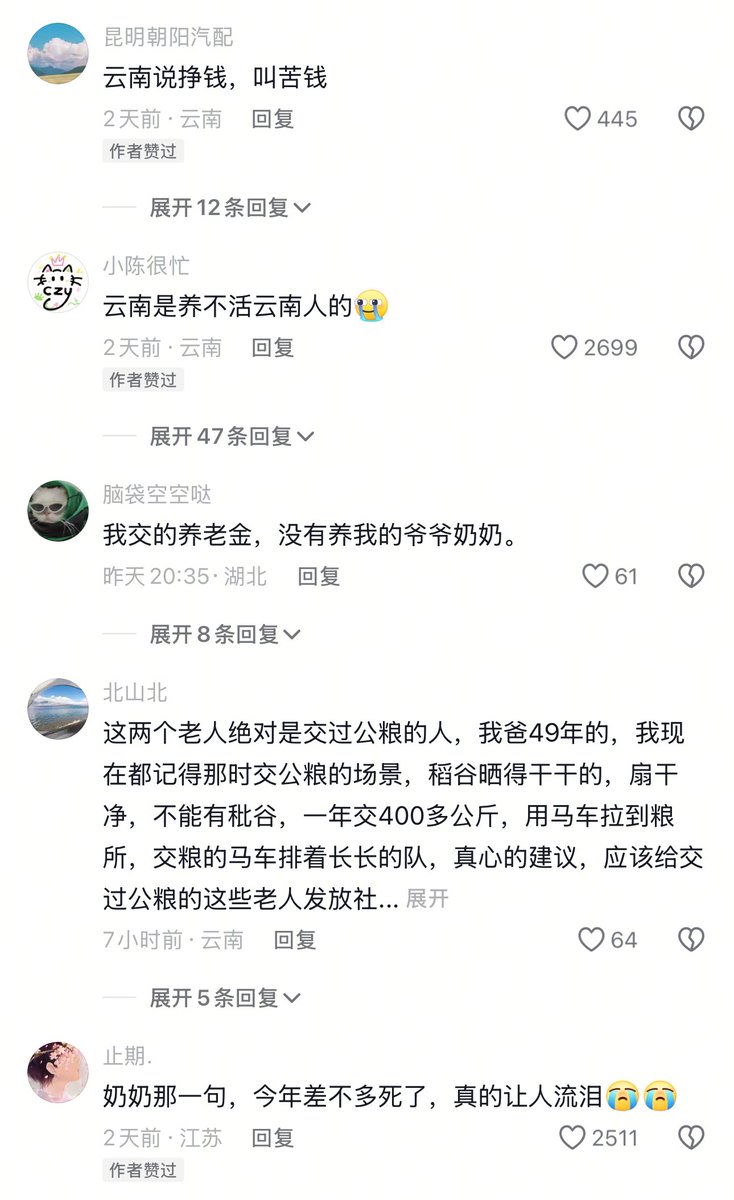 昆明朝阳汽配
云南说挣钱，叫苦钱
2天前·云南 回复 445
作者赞过
展开12条回复
czy
小陈很忙
云南是养不活云南人的😭
2天前·云南 回复 2699
作者赞过
展开47条回复
脑袋空空哒
我交的养老金，没有养我的爷爷奶奶。
昨天20:35·湖北 回复 61
展开8条回复
北山北
这两个老人绝对是交过公粮的人，我爸49年的，我现
在都记得那时交公粮的场景，稻谷晒得干干的，扇干
净，不能有秕谷，一年交400多公斤，用马车拉到粮
所，交粮的马车排着长长的队，真心的建议，应该给交
过公粮的这些老人发放社... 展开
7小时前·云南 回复 64
展开5条回复
止期.
奶奶那一句，今年差不多死了，真的让人流泪😭😭
2天前·江苏 回复 2511
作者赞过